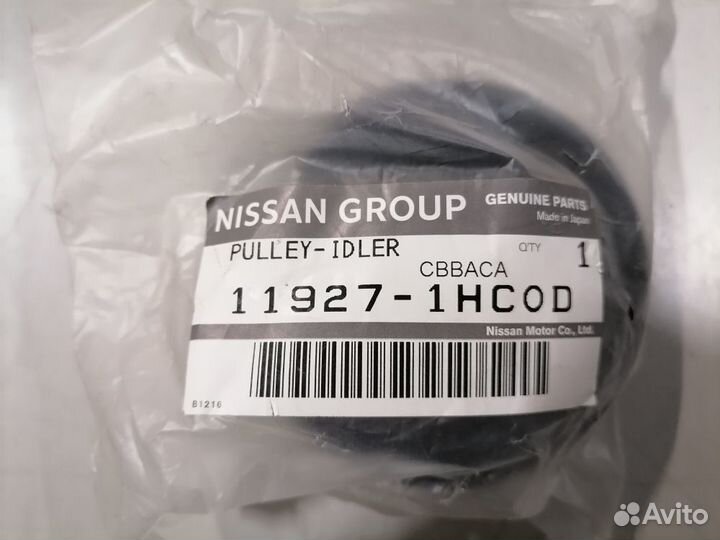 NISSAN GROUP
GENUINE PARTS
Made in Japan
PULLEY-IDLER
Q'TY 1
CBBACA
11927-1HC0D
Nissan Motor Co., Ltd.
B1216
Avito